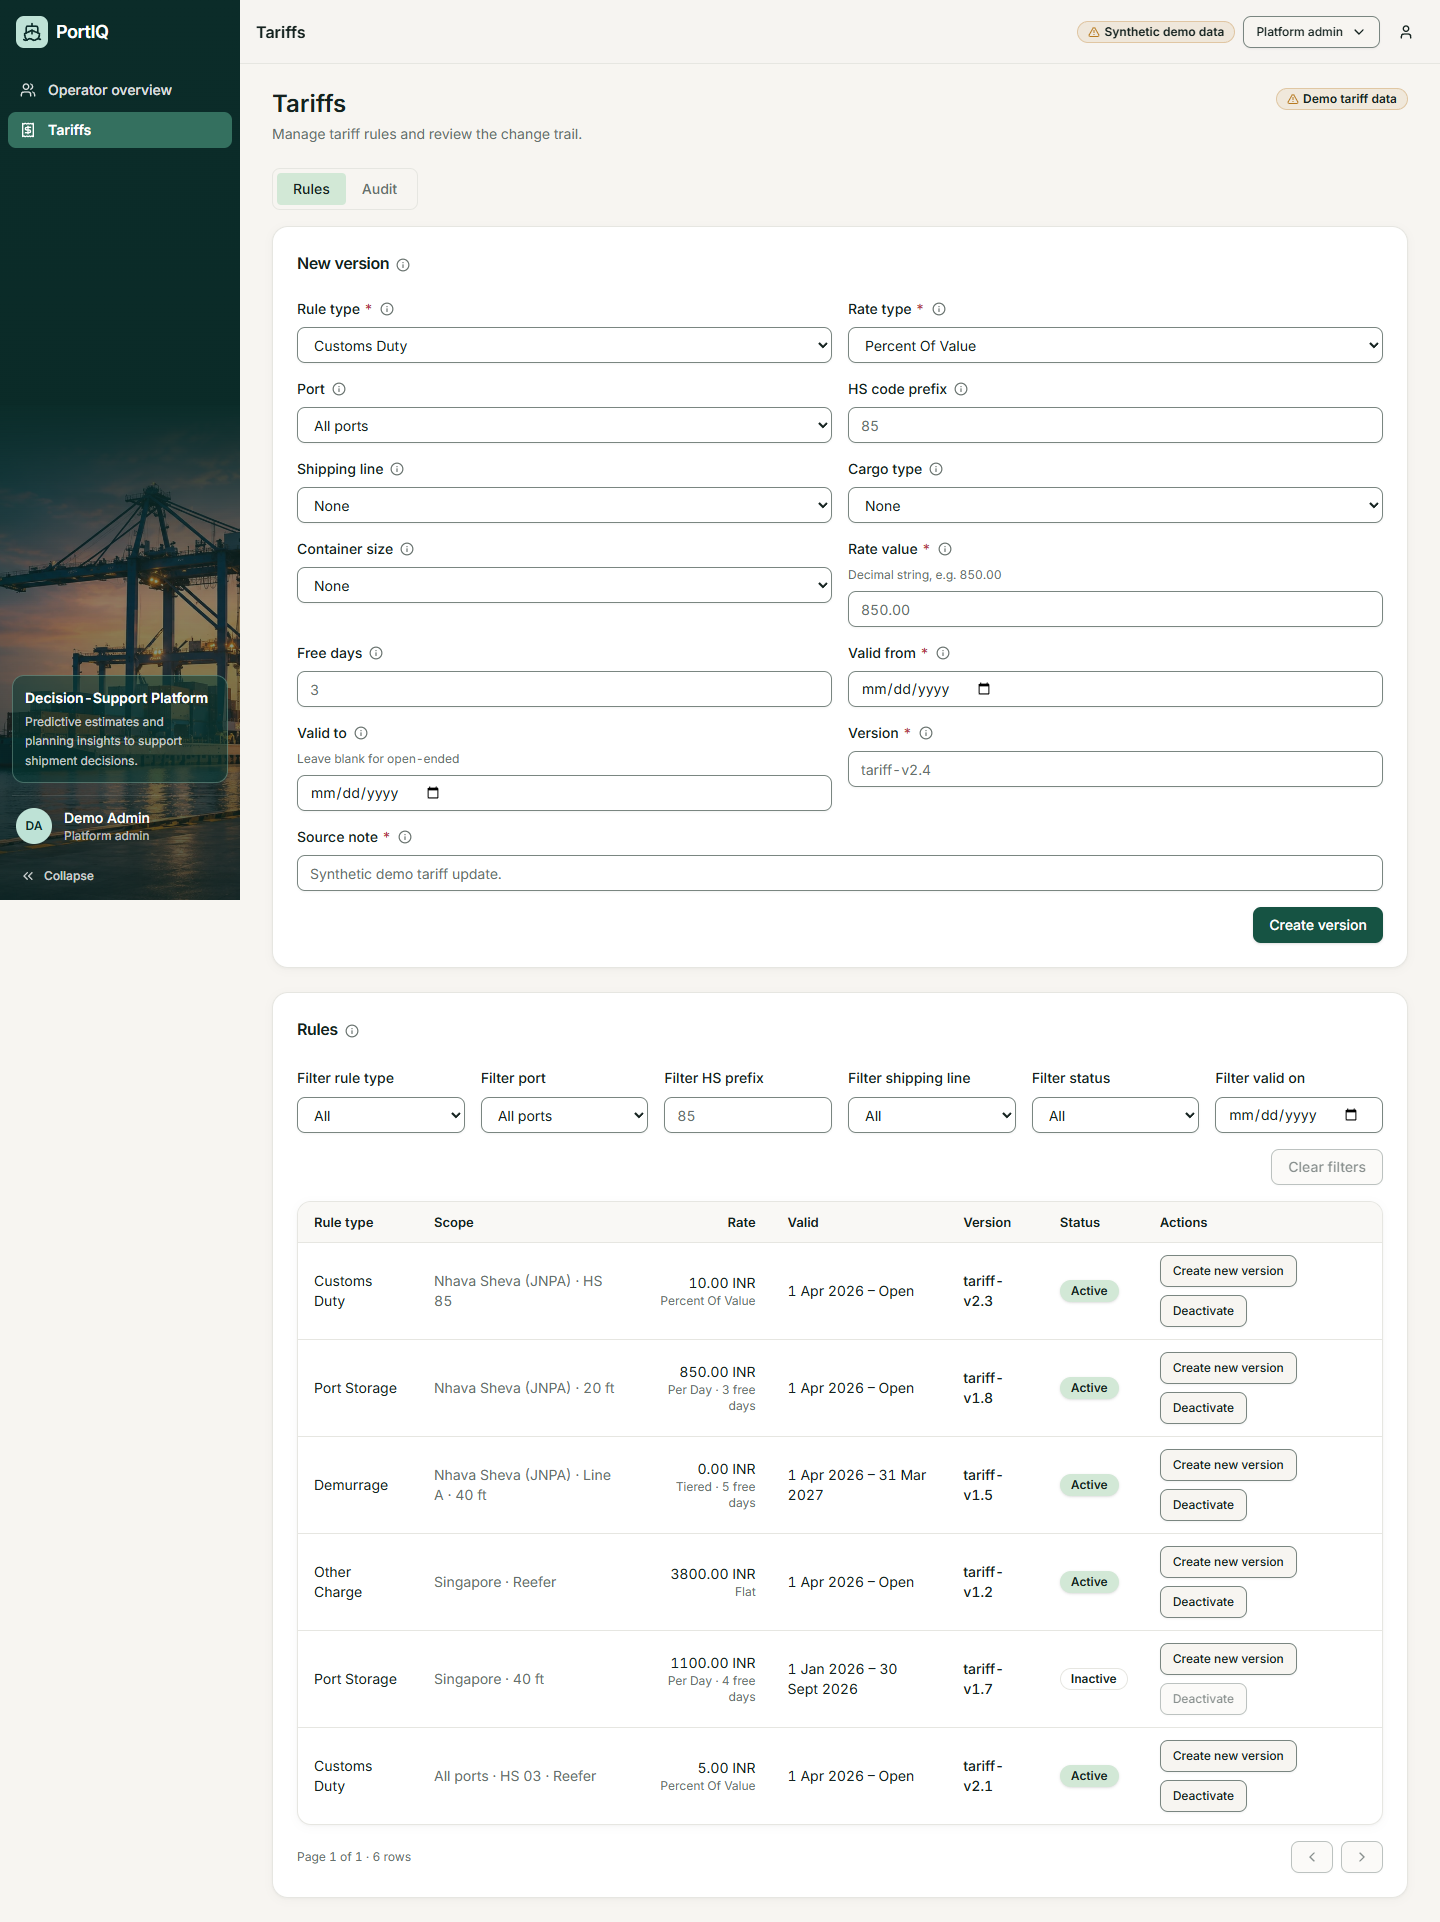 PortIQ
Operator overview
Tariffs
Decision-Support Platform
Predictive estimates and
planning insights to support
shipment decisions.
DA
Demo Admin
Platform admin
Collapse
Tariffs
Synthetic demo data
Platform admin
Tariffs
Demo tariff data
Manage tariff rules and review the change trail.
Rules
Audit
New version
Rule type *
Rate type *
Customs Duty
Percent Of Value
Port
HS code prefix
All ports
85
Shipping line
Cargo type
None
None
Container size
Rate value *
Decimal string, e.g. 850.00
None
850.00
Free days
Valid from *
3
mm/dd/yyyy
Valid to
Version *
Leave blank for open-ended
mm/dd/yyyy
tariff-v2.4
Source note *
Synthetic demo tariff update.
Create version
Rules
Filter rule type
Filter port
Filter HS prefix
Filter shipping line
Filter status
Filter valid on
All
All ports
85
All
All
mm/dd/yyyy
Clear filters
Rule type
Scope
Rate
Valid
Version
Status
Actions
Customs
Duty
Nhava Sheva (JNPA) · HS
85
10.00 INR
Percent Of Value
1 Apr 2026 – Open
tariff-
v2.3
Active
Create new version
Deactivate
Port Storage
Nhava Sheva (JNPA) · 20 ft
850.00 INR
Per Day · 3 free
days
1 Apr 2026 – Open
tariff-
v1.8
Active
Create new version
Deactivate
Demurrage
Nhava Sheva (JNPA) · Line
A · 40 ft
0.00 INR
Tiered · 5 free
days
1 Apr 2026 – 31 Mar
2027
tariff-
v1.5
Active
Create new version
Deactivate
Other
Charge
Singapore · Reefer
3800.00 INR
Flat
1 Apr 2026 – Open
tariff-
v1.2
Active
Create new version
Deactivate
Port Storage
Singapore · 40 ft
1100.00 INR
Per Day · 4 free
days
1 Jan 2026 – 30
Sept 2026
tariff-
v1.7
Inactive
Create new version
Deactivate
Customs
Duty
All ports · HS 03 · Reefer
5.00 INR
Percent Of Value
1 Apr 2026 – Open
tariff-
v2.1
Active
Create new version
Deactivate
Page 1 of 1 · 6 rows